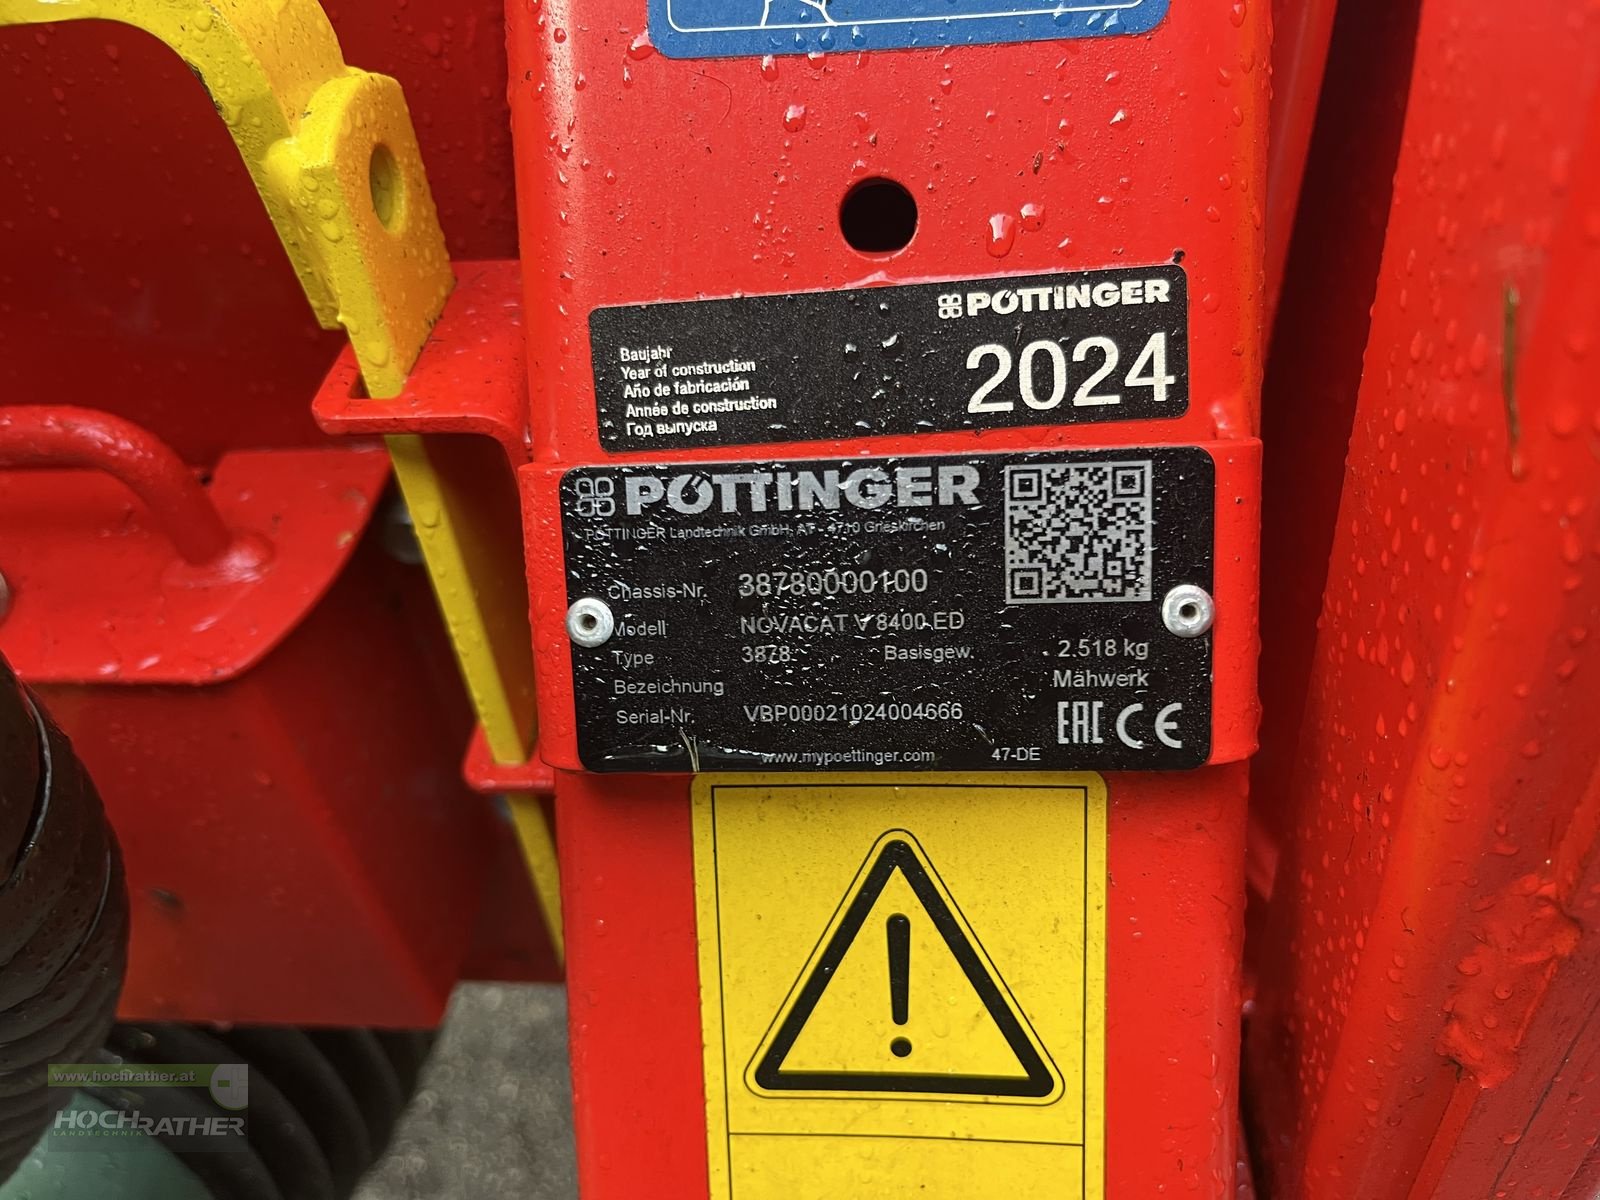 PÖTTINGER
Baujahr
Year of construction
Año de fabricación
Année de construction
Год выпуска
2024
PÖTTINGER
PÖTTINGER Landtechnik GmbH, AT - 4710 Grieskirchen
Chassis-Nr. 38780000100
Modell NOVACAT V 8400 ED
Type 3878 Basisgew. 2.518 kg
Bezeichnung Mähwerk
Serial-Nr. VBP00021024004666
EAC CE
www.mypoettinger.com 47-DE
www.hochrather.at
HOCHRATHER
LANDTECHNIK